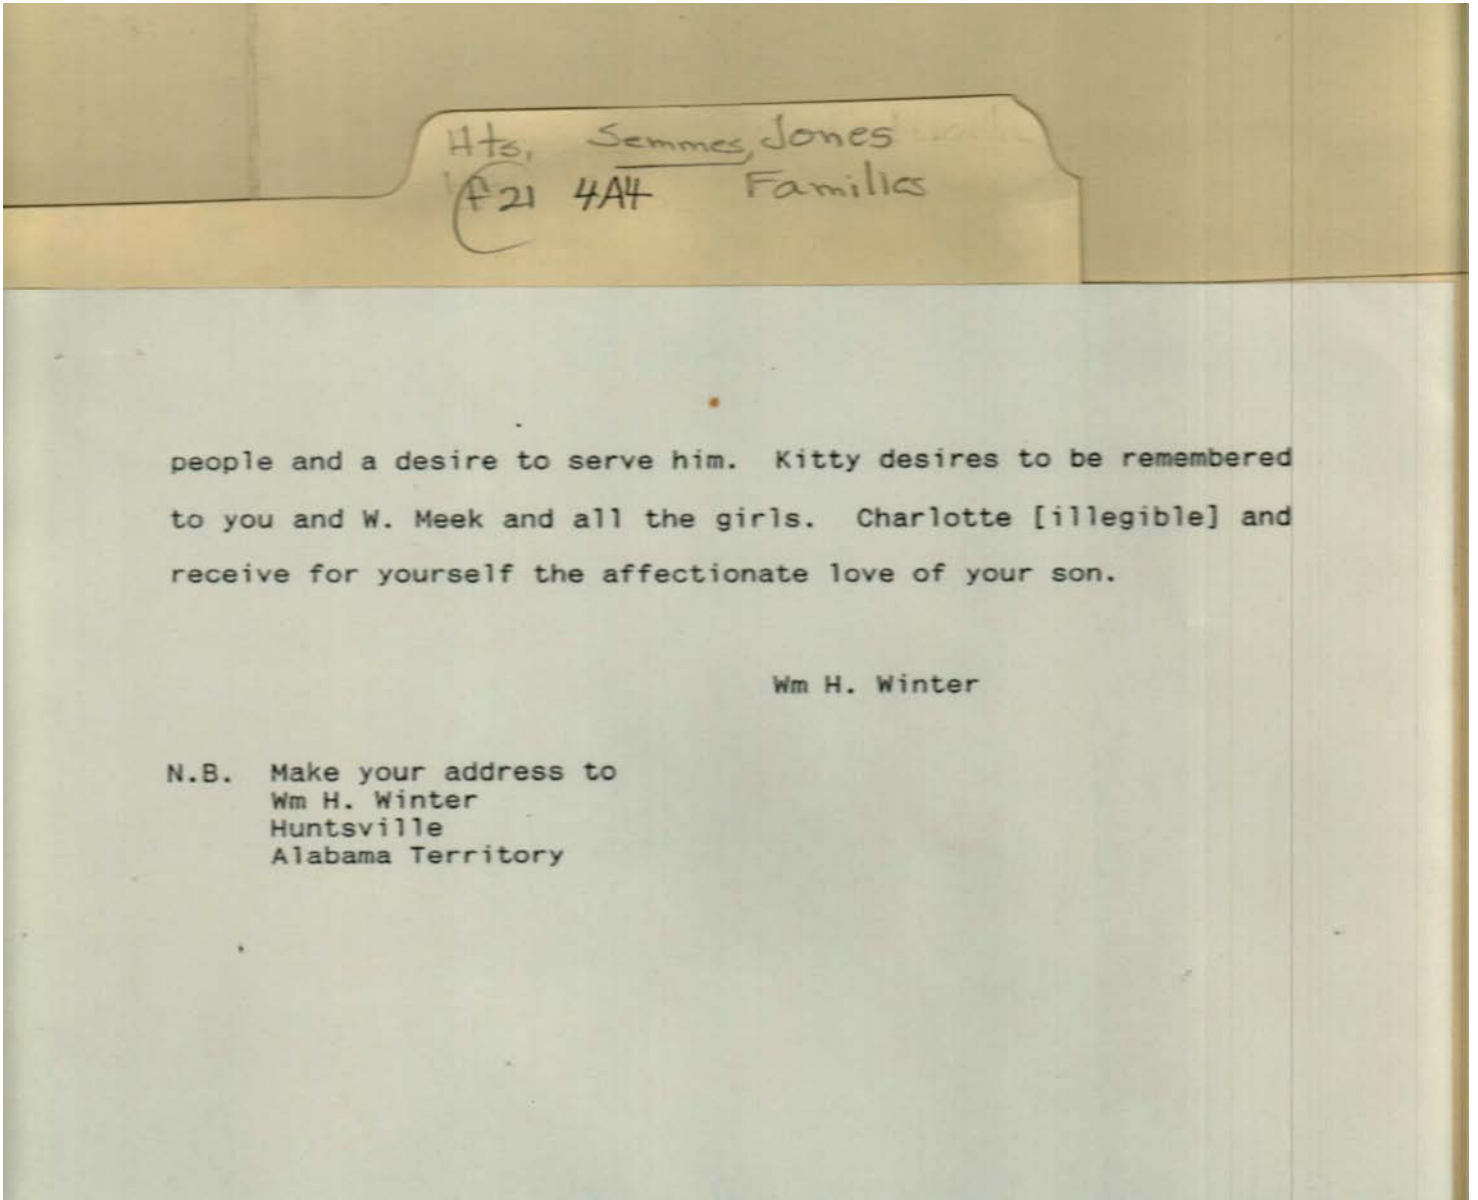 Hts, Semmes, Jones
f21 4A4 Families
people and a desire to serve him. Kitty desires to be remembered
to you and W. Meek and all the girls. Charlotte [illegible] and
receive for yourself the affectionate love of your son.
Wm H. Winter
N.B. Make your address to
Wm H. Winter
Huntsville
Alabama Territory